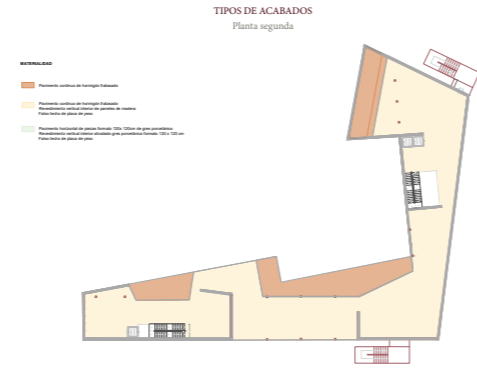 TIPOS DE ACABADOS
Planta segunda
MATERIALIDAD
Pavimento continuo de hormigón fratasado
Pavimento continuo de hormigón fratasado
Revestimiento vertical interior de paneles de madera
Falso techo de placa de yeso
Pavimento horizontal de piezas formato 120x 120cm de gres porcelánico
Revestimiento vertical interior alicatado gres porcelánico formato 120 x 120 cm
Falso techo de placa de yeso